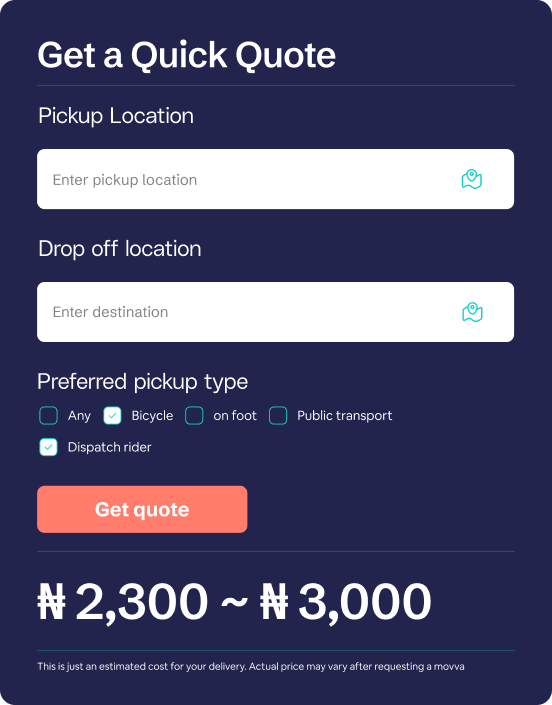 Get a Quick Quote
Pickup Location
Enter pickup location
Drop off location
Enter destination
Preferred pickup type
Any Bicycle on foot Public transport
Dispatch rider
Get quote
₦ 2,300 ~ ₦ 3,000
This is just an estimated cost for your delivery. Actual price may vary after requesting a movva